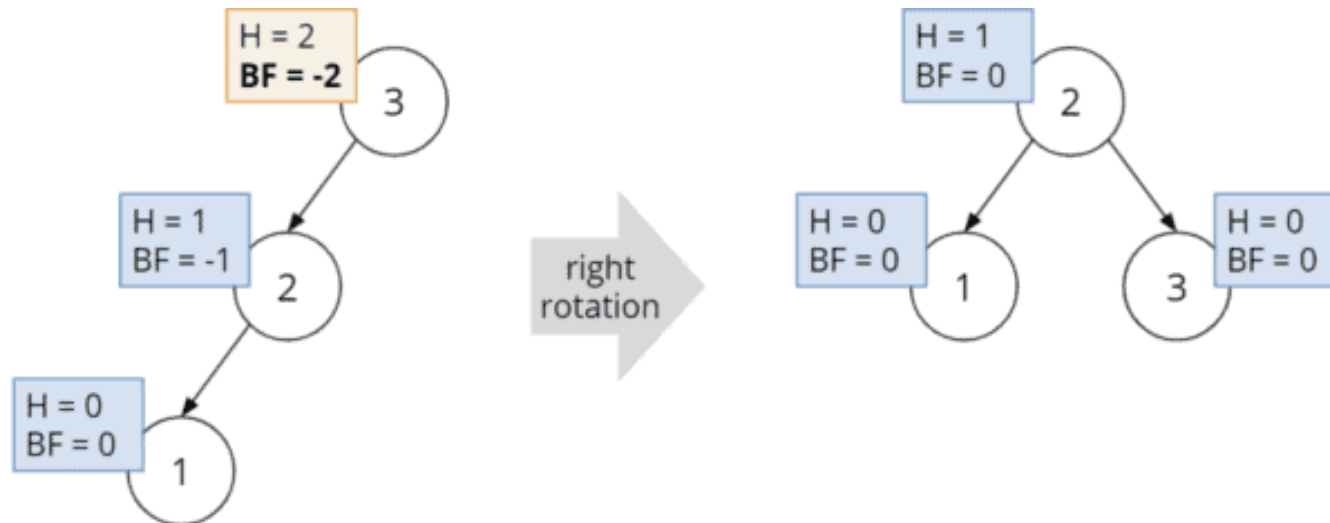 H = 2
BF = -2
3
H = 1
BF = -1
2
H = 0
BF = 0
1
right
rotation
H = 1
BF = 0
2
H = 0
BF = 0
1
H = 0
BF = 0
3